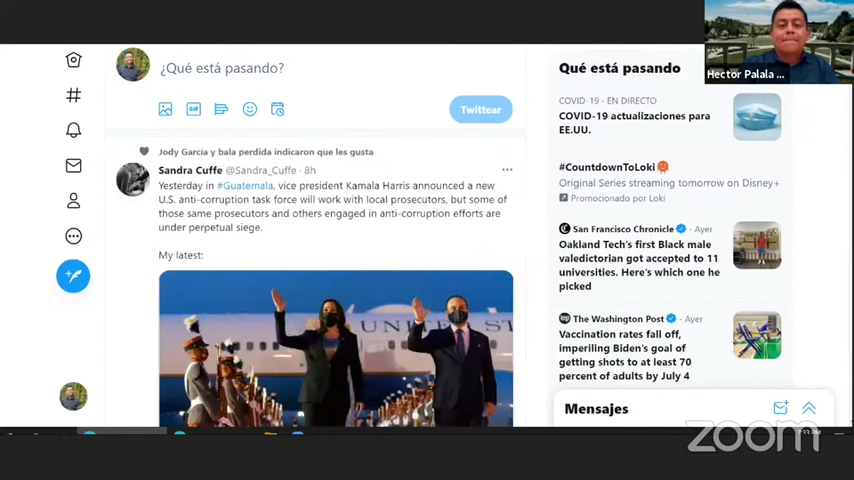 Hector Palala ...
¿Qué está pasando?
GIF
Twittear
Jody García y bala perdida indicaron que les gusta
Sandra Cuffe @Sandra_Cuffe · 8h
Yesterday in #Guatemala, vice president Kamala Harris announced a new
U.S. anti-corruption task force will work with local prosecutors, but some of
those same prosecutors and others engaged in anti-corruption efforts are
under perpetual siege.
My latest:
UNITED ST
Qué está pasando
COVID-19 · EN DIRECTO
COVID-19 actualizaciones para
EE.UU.
#CountdownToLoki
Original Series streaming tomorrow on Disney+
Promocionado por Loki
San Francisco Chronicle · Ayer
Oakland Tech's first Black male
valedictorian got accepted to 11
universities. Here's which one he
picked
The Washington Post · Ayer
Vaccination rates fall off,
imperiling Biden's goal of
getting shots to at least 70
percent of adults by July 4
Mensajes
zoom